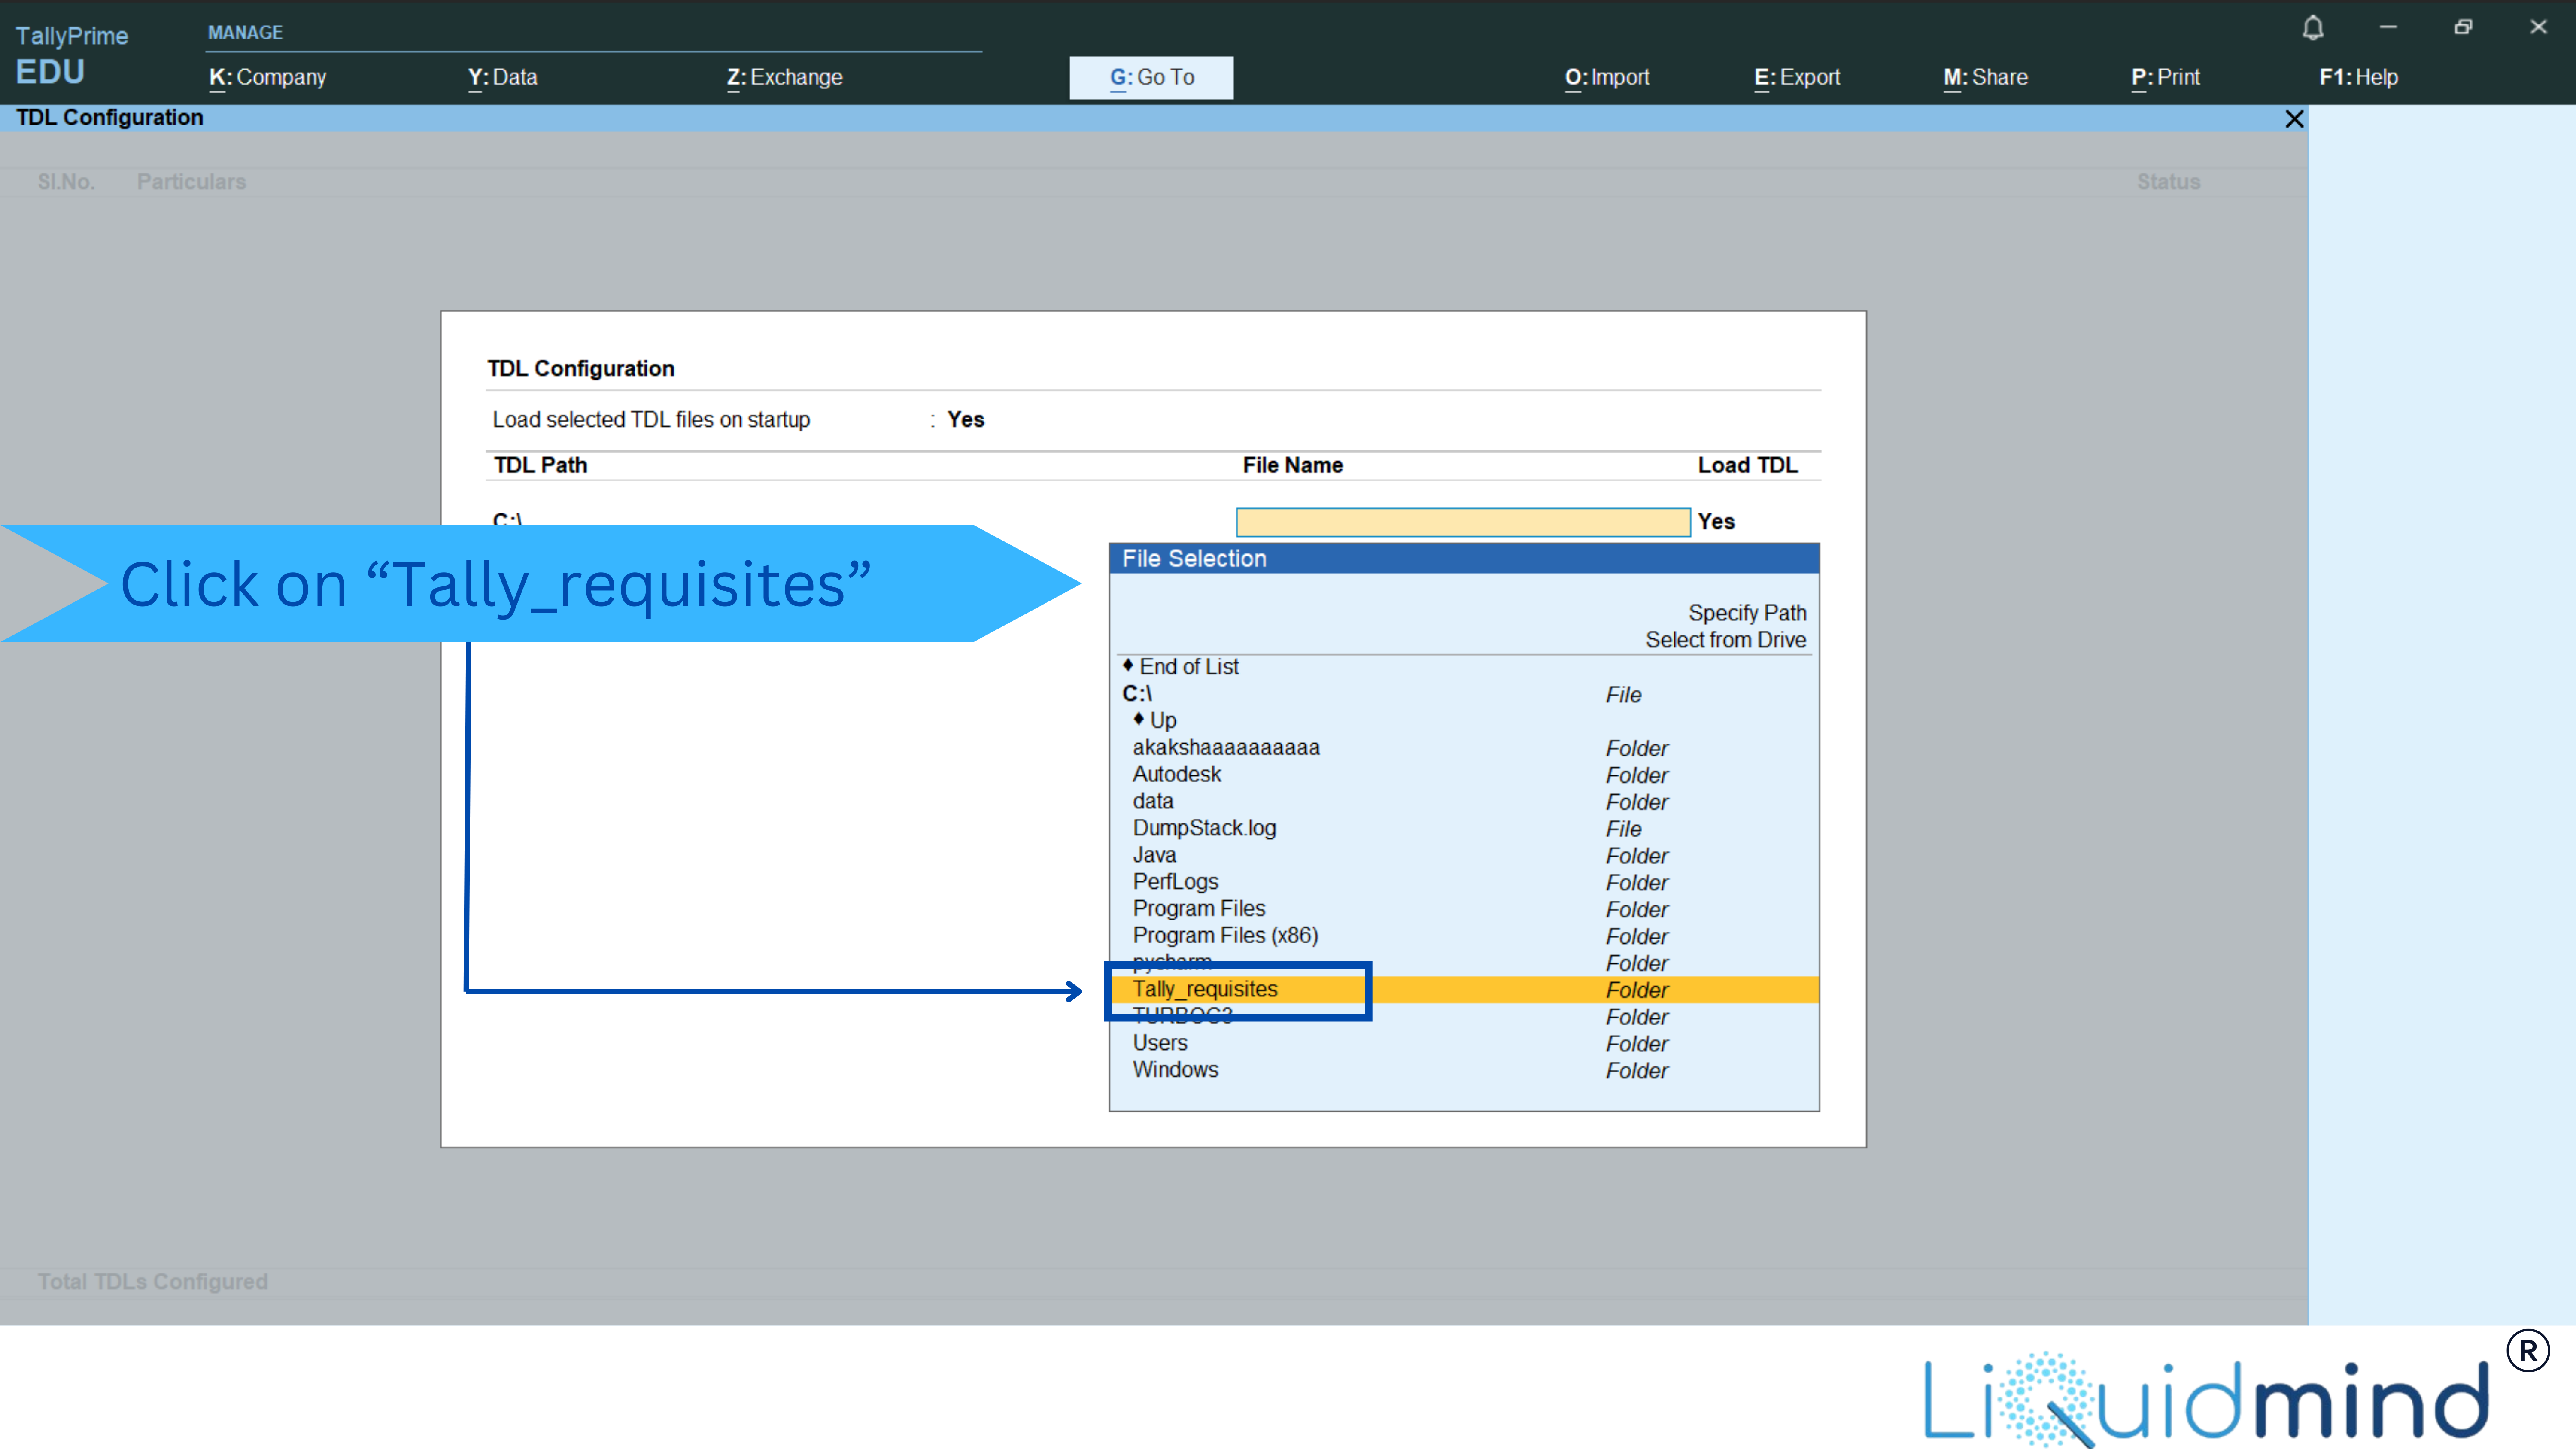 TallyPrime
EDU
MANAGE
K: Company
Y: Data
Z: Exchange
G: Go To
O: Import
E: Export
M: Share
P: Print
F1: Help
TDL Configuration
Sl.No. Particulars Status
TDL Configuration
Load selected TDL files on startup : Yes
TDL Path File Name Load TDL
C:\ Yes
Click on “Tally_requisites”
File Selection
Specify Path
Select from Drive
♦ End of List
C:\ File
♦ Up
akakshaaaaaaaaaa Folder
Autodesk Folder
data Folder
DumpStack.log File
Java Folder
PerfLogs Folder
Program Files Folder
Program Files (x86) Folder
pycharm Folder
Tally_requisites Folder
TURBOC3 Folder
Users Folder
Windows Folder
Total TDLs Configured
LiQuidmind ®